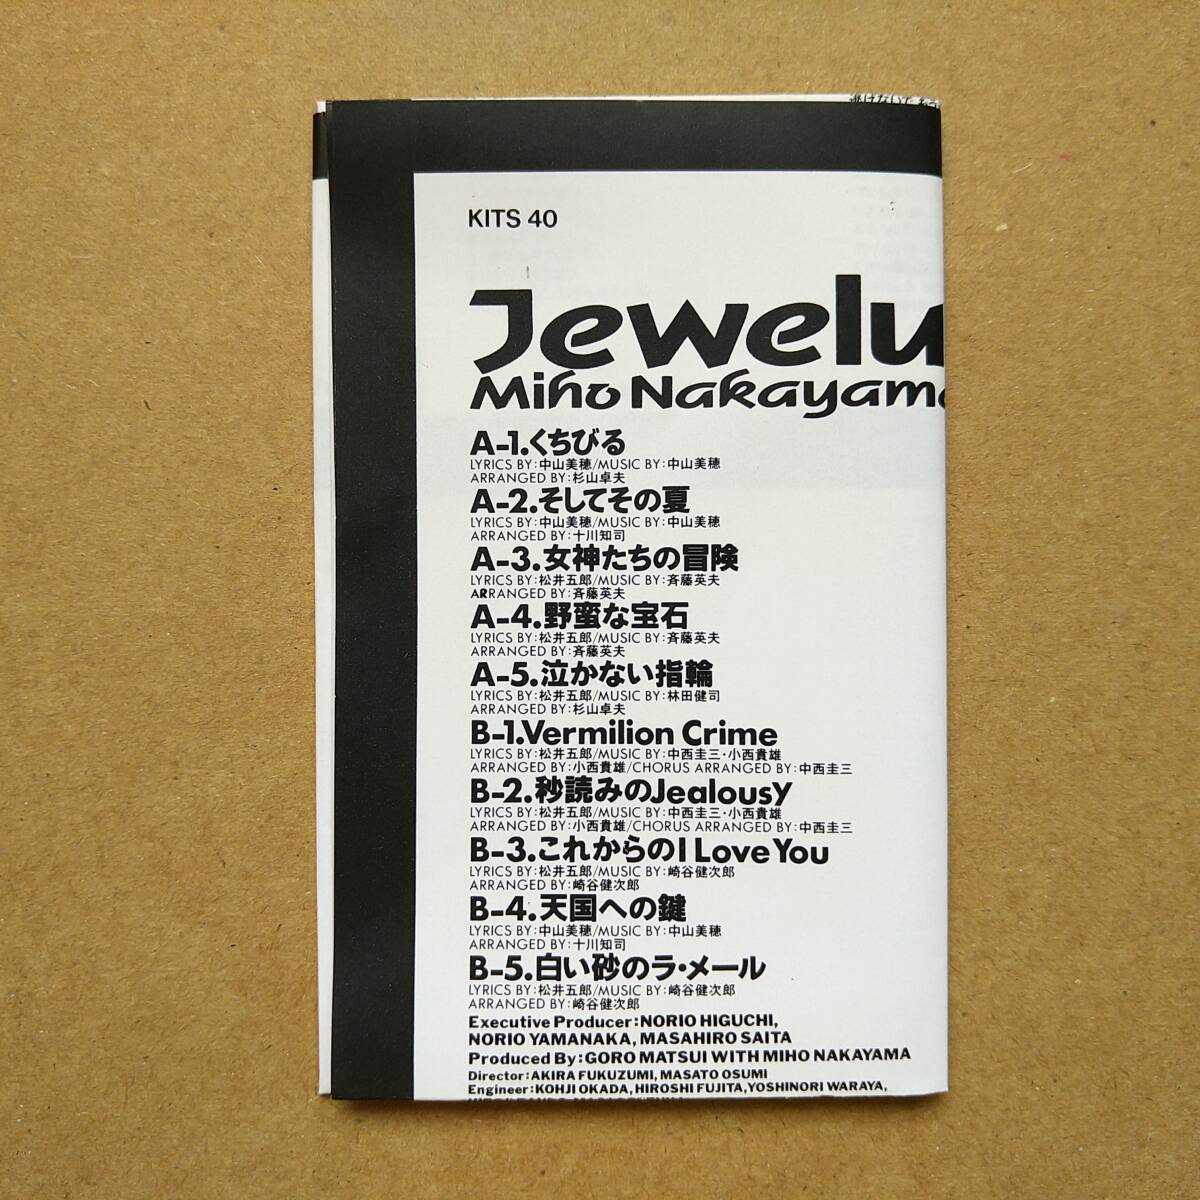 逃げないで
KITS 40
Jewelu
Miho Nakayama
A-1.くちびる
LYRICS BY:中山美穂/MUSIC BY:中山美穂
ARRANGED BY:杉山卓夫
A-2.そしてその夏
LYRICS BY:中山美穂/MUSIC BY:中山美穂
ARRANGED BY:十川知司
A-3.女神たちの冒険
LYRICS BY:松井五郎/MUSIC BY:斉藤英夫
ARRANGED BY:斉藤英夫
A-4.野蛮な宝石
LYRICS BY:松井五郎/MUSIC BY:斉藤英夫
ARRANGED BY:斉藤英夫
A-5.泣かない指輪
LYRICS BY:松井五郎/MUSIC BY:林田健司
ARRANGED BY:杉山卓夫
B-1.Vermilion Crime
LYRICS BY:松井五郎/MUSIC BY:中西圭三・小西貴雄
ARRANGED BY:小西貴雄/CHORUS ARRANGED BY:中西圭三
B-2.秒読みのJealousy
LYRICS BY:松井五郎/MUSIC BY:中西圭三・小西貴雄
ARRANGED BY:小西貴雄/CHORUS ARRANGED BY:中西圭三
B-3.これからのI Love You
LYRICS BY:松井五郎/MUSIC BY:崎谷健次郎
ARRANGED BY:崎谷健次郎
B-4.天国への鍵
LYRICS BY:中山美穂/MUSIC BY:中山美穂
ARRANGED BY:十川知司
B-5.白い砂のラ・メール
LYRICS BY:松井五郎/MUSIC BY:崎谷健次郎
ARRANGED BY:崎谷健次郎
Executive Producer:NORIO HIGUCHI,
NORIO YAMANAKA, MASAHIRO SAITA
Produced By:GORO MATSUI WITH MIHO NAKAYAMA
Director:AKIRA FUKUZUMI, MASATO OSUMI
Engineer:KOHJI OKADA, HIROSHI FUJITA,YOSHINORI WARAYA,